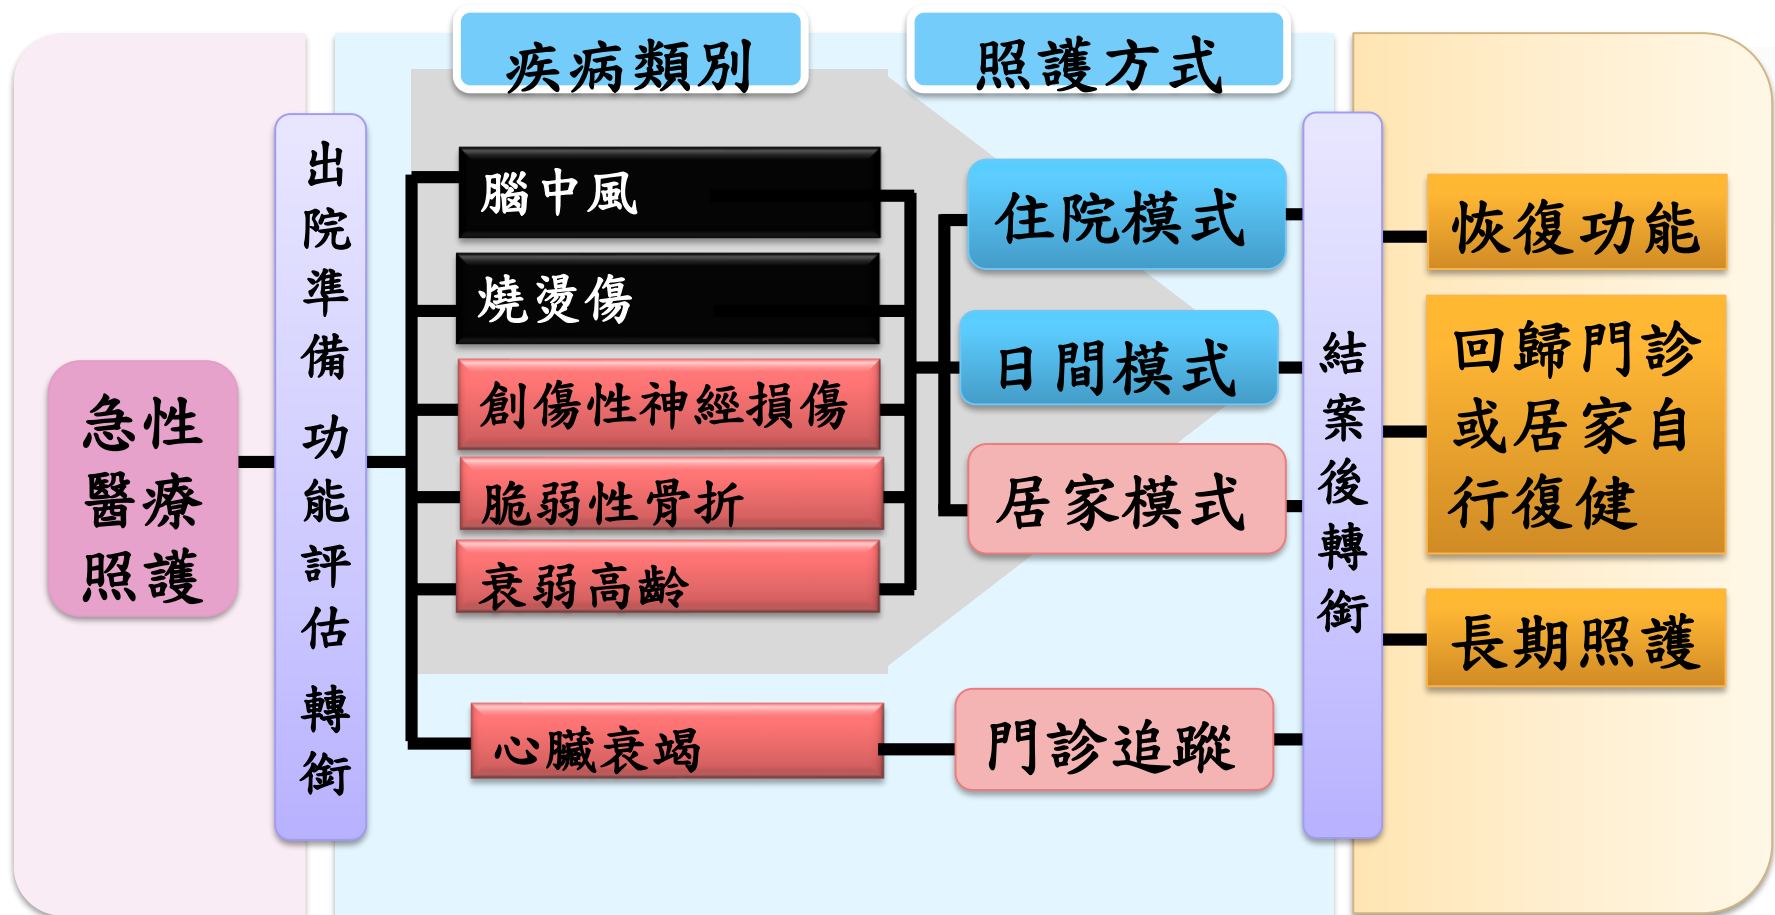 疾病類別
照護方式
急性
醫療
照護
出院準備 功能評估 轉銜
腦中風
燒燙傷
創傷性神經損傷
脆弱性骨折
衰弱高齡
心臟衰竭
住院模式
日間模式
居家模式
門診追蹤
結案後轉銜
恢復功能
回歸門診
或居家自
行復健
長期照護